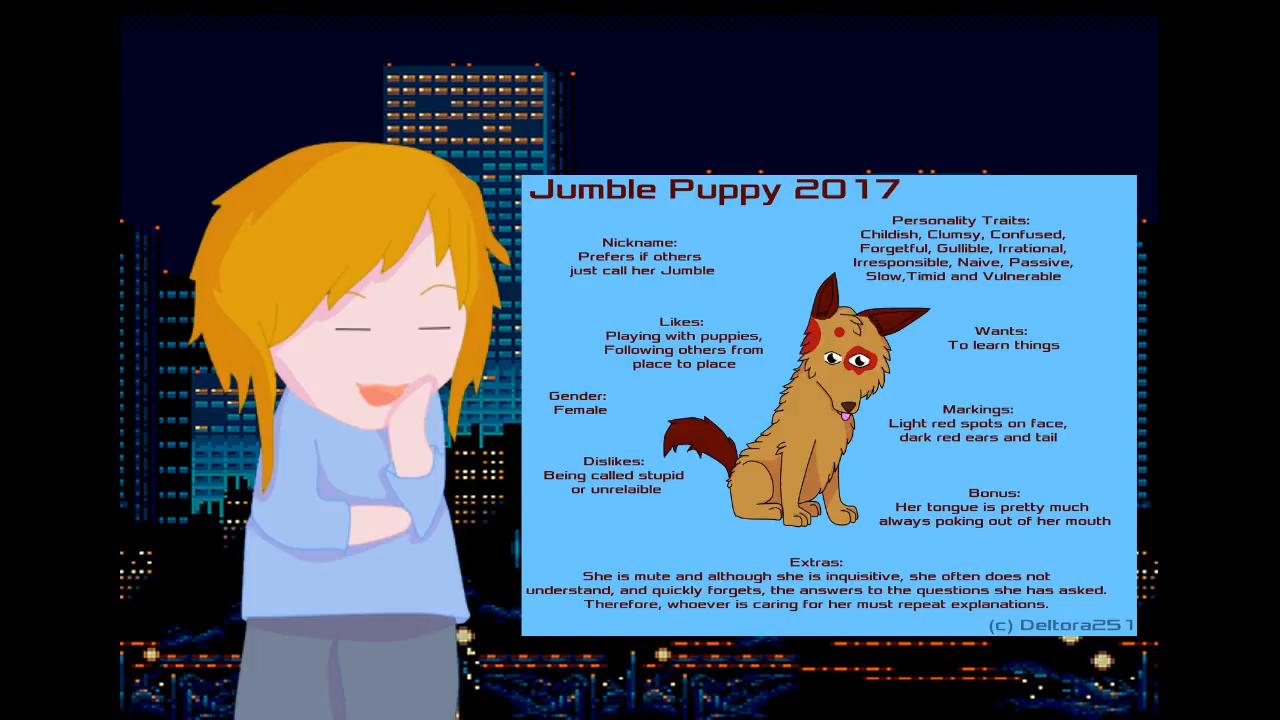 Jumble Puppy 2017
Nickname:
Prefers if others
just call her Jumble
Personality Traits:
Childish, Clumsy, Confused,
Forgetful, Gullible, Irrational,
Irresponsible, Naive, Passive,
Slow,Timid and Vulnerable
Likes:
Playing with puppies,
Following others from
place to place
Wants:
To learn things
Gender:
Female
Markings:
Light red spots on face,
dark red ears and tail
Dislikes:
Being called stupid
or unrelaible
Bonus:
Her tongue is pretty much
always poking out of her mouth
Extras:
She is mute and although she is inquisitive, she often does not
understand, and quickly forgets, the answers to the questions she has asked.
Therefore, whoever is caring for her must repeat explanations.
(c) Deltora251